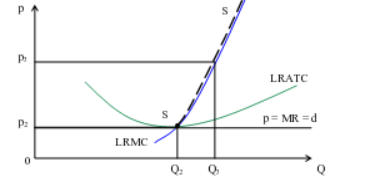 p
S
p₁
LRATC
S
p₂
p = MR = d
LRMC
0
Q₂
Q₁
Q